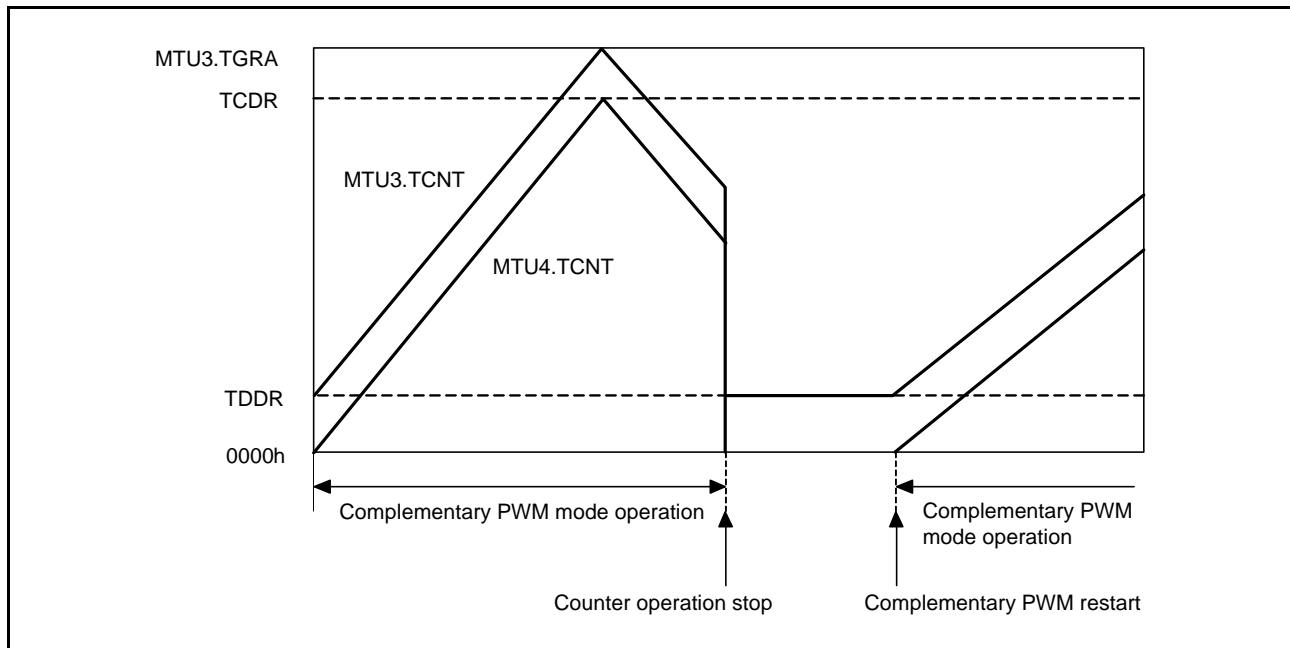 MTU3.TGRA
TCDR
MTU3.TCNT
MTU4.TCNT
TDDR
0000h
Complementary PWM mode operation
Complementary PWM
mode operation
Counter operation stop
Complementary PWM restart